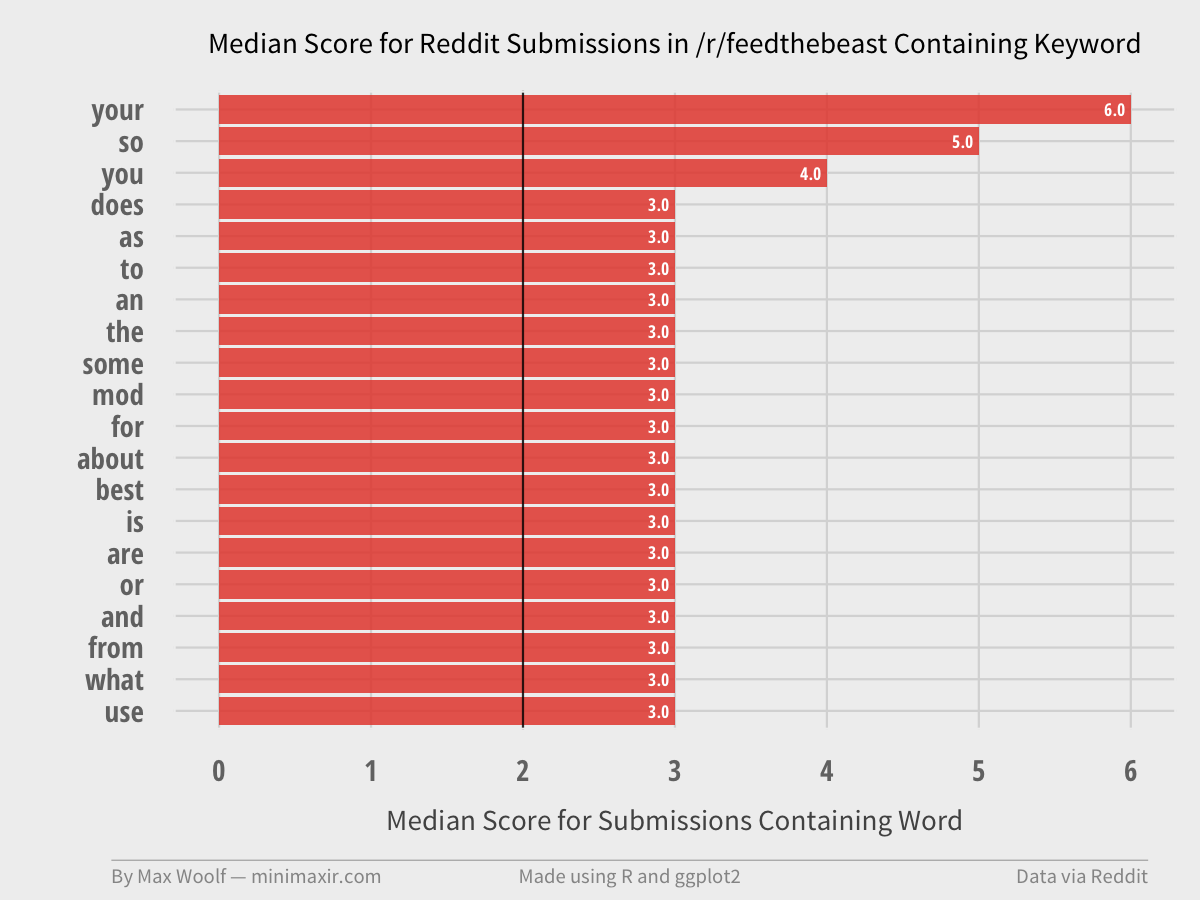 Median Score for Reddit Submissions in /r/feedthebeast Containing Keyword
your 6.0
so 5.0
you 4.0
does 3.0
as 3.0
to 3.0
an 3.0
the 3.0
some 3.0
mod 3.0
for 3.0
about 3.0
best 3.0
is 3.0
are 3.0
or 3.0
and 3.0
from 3.0
what 3.0
use 3.0
0 1 2 3 4 5 6
Median Score for Submissions Containing Word
By Max Woolf — minimaxir.com Made using R and ggplot2 Data via Reddit